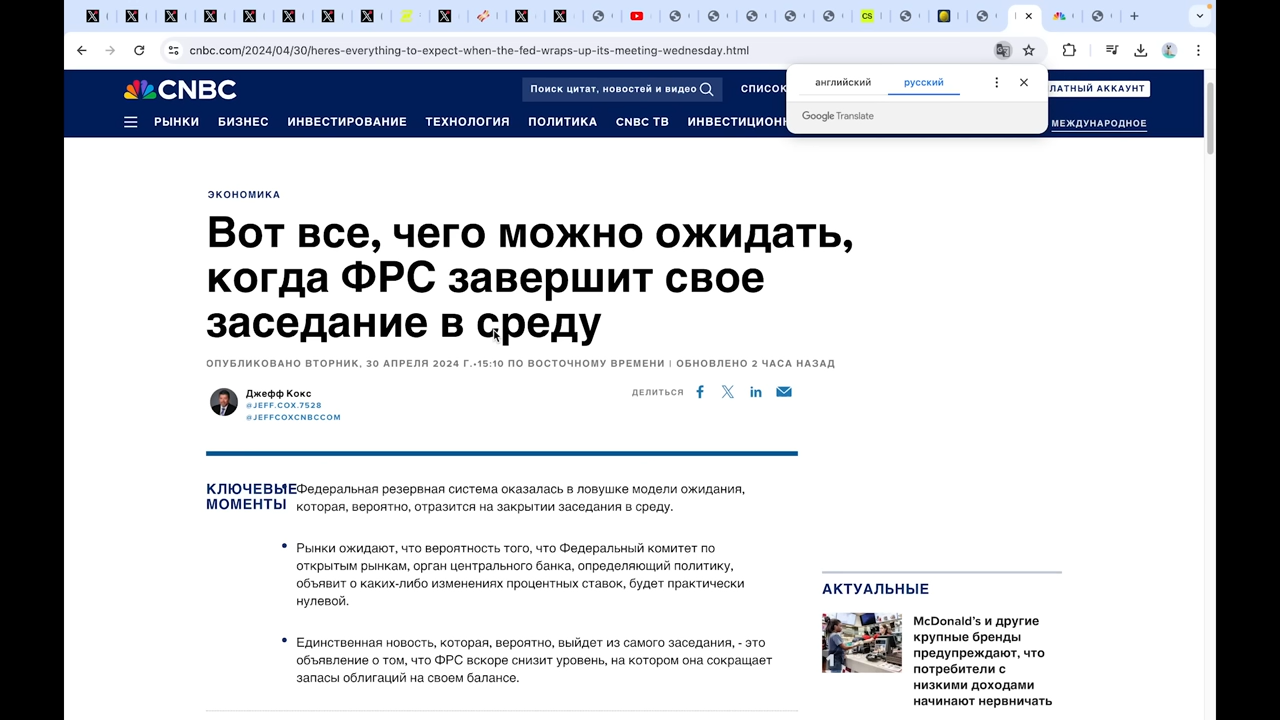 CS
cnbc.com/2024/04/30/heres-everything-to-expect-when-the-fed-wraps-up-its-meeting-wednesday.html
английский русский
Google Translate
CNBC
Поиск цитат, новостей и видео
СПИСОК
ЛАТНЫЙ АККАУНТ
РЫНКИ БИЗНЕС ИНВЕСТИРОВАНИЕ ТЕХНОЛОГИЯ ПОЛИТИКА CNBC ТВ ИНВЕСТИЦИОН
МЕЖДУНАРОДНОЕ
ЭКОНОМИКА
Вот все, чего можно ожидать,
когда ФРС завершит свое
заседание в среду
ОПУБЛИКОВАНО ВТОРНИК, 30 АПРЕЛЯ 2024 Г.•15:10 ПО ВОСТОЧНОМУ ВРЕМЕНИ | ОБНОВЛЕНО 2 ЧАСА НАЗАД
Джефф Кокс
@JEFF.COX.7528
@JEFFCOXCNBCCOM
ДЕЛИТЬСЯ
КЛЮЧЕВЫЕ
МОМЕНТЫ
Федеральная резервная система оказалась в ловушке модели ожидания,
которая, вероятно, отразится на закрытии заседания в среду.
• Рынки ожидают, что вероятность того, что Федеральный комитет по
открытым рынкам, орган центрального банка, определяющий политику,
объявит о каких-либо изменениях процентных ставок, будет практически
нулевой.
• Единственная новость, которая, вероятно, выйдет из самого заседания, - это
объявление о том, что ФРС вскоре снизит уровень, на котором она сокращает
запасы облигаций на своем балансе.
АКТУАЛЬНЫЕ
McDonald’s и другие
крупные бренды
предупреждают, что
потребители с
низкими доходами
начинают нервничать